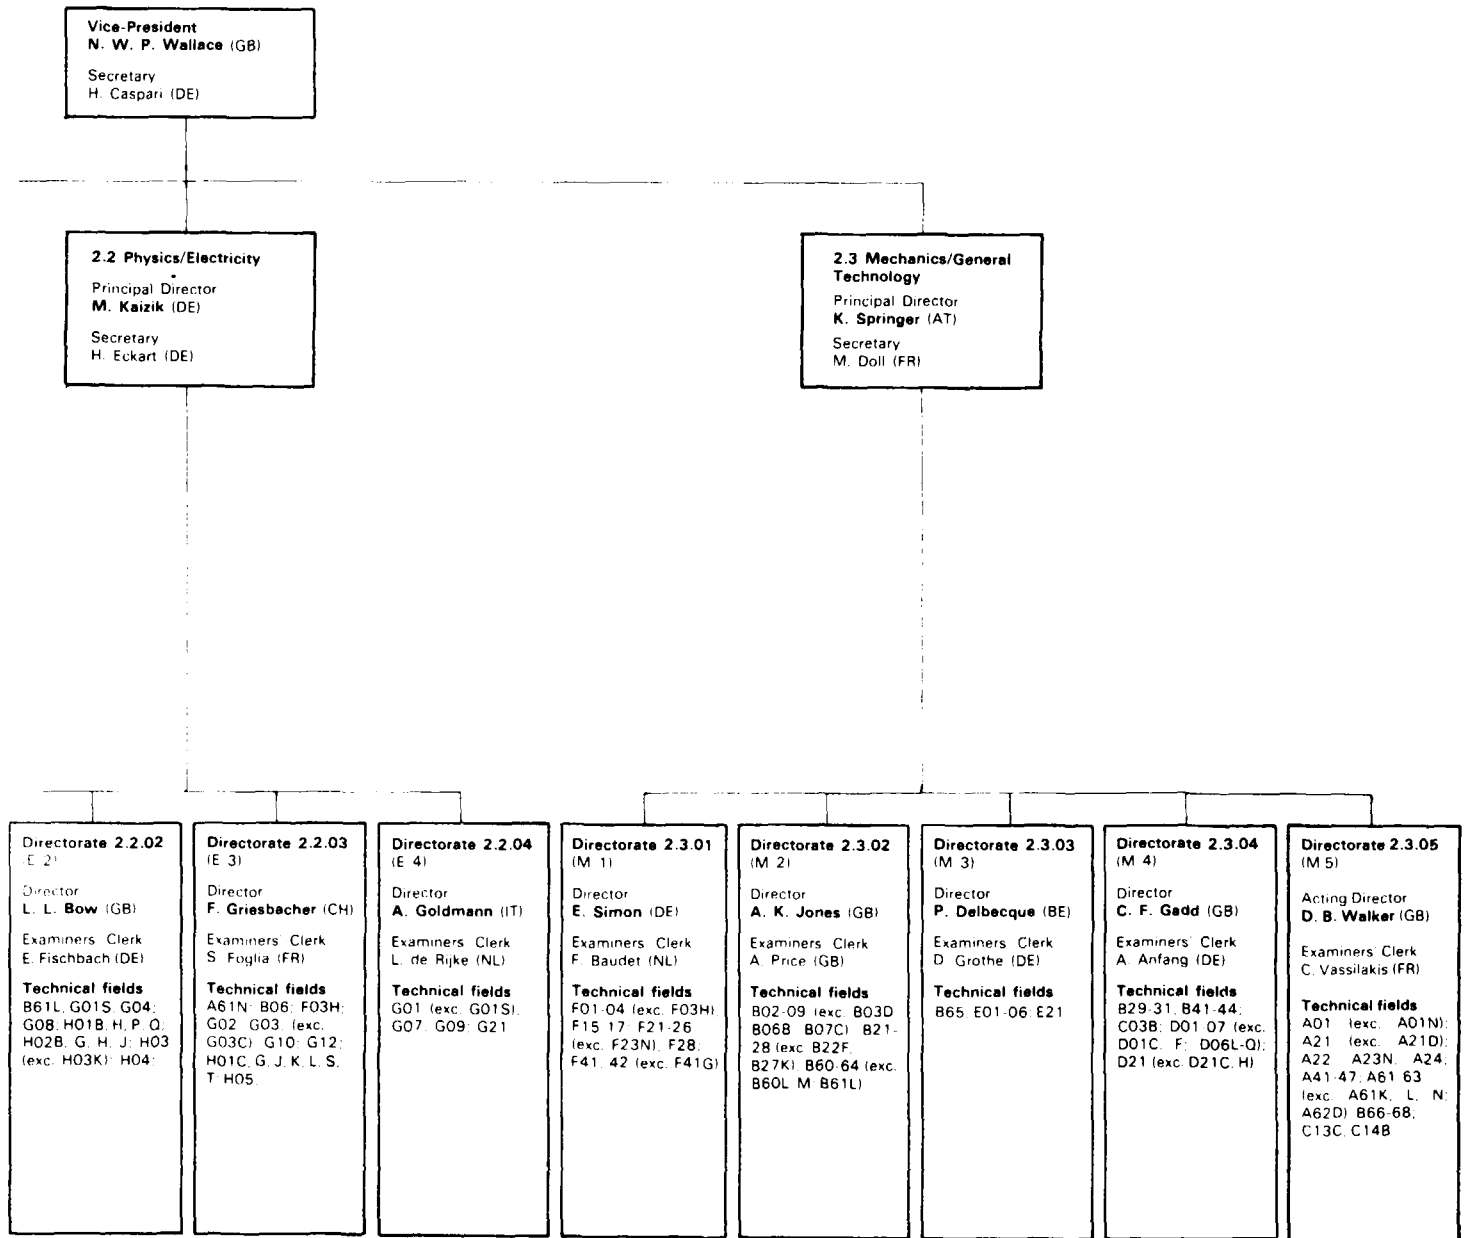 Vice-President
N. W. P. Wallace (GB)
Secretary
H. Caspari (DE)
2.2 Physics/Electricity
Principal Director
M. Kaizik (DE)
Secretary
H. Eckart (DE)
2.3 Mechanics/General
Technology
Principal Director
K. Springer (AT)
Secretary
M. Doll (FR)
Directorate 2.2.02
(E 2)
Director
L. L. Bow (GB)
Examiners Clerk
E. Fischbach (DE)
Technical fields
B61L, G01S, G04;
G08; H01B, H, P, Q;
H02B, G, H, J; H03
(exc. H03K); H04;
Directorate 2.2.03
(E 3)
Director
F. Griesbacher (CH)
Examiners' Clerk
S. Foglia (FR)
Technical fields
A61N; B06; F03H;
G02 G03, (exc.
G03C) G10; G12;
H01C, G, J, K, L, S,
T; H05.
Directorate 2.2.04
(E 4)
Director
A. Goldmann (IT)
Examiners Clerk
L. de Rijke (NL)
Technical fields
G01 (exc. G01S),
G07, G09; G21
Directorate 2.3.01
(M 1)
Director
E. Simon (DE)
Examiners Clerk
F. Baudet (NL)
Technical fields
F01-04 (exc. F03H)
F15 17; F21-26
(exc. F23N), F28;
F41, 42 (exc. F41G)
Directorate 2.3.02
(M 2)
Director
A. K. Jones (GB)
Examiners' Clerk
A. Price (GB)
Technical fields
B02-09 (exc. B03D
B06B B07C) B21-
28 (exc B22F,
B27K), B60-64 (exc.
B60L M B61L)
Directorate 2.3.03
(M 3)
Director
P. Delbecque (BE)
Examiners' Clerk
D. Grothe (DE)
Technical fields
B65, E01-06; E21
Directorate 2.3.04
(M 4)
Director
C. F. Gadd (GB)
Examiners' Clerk
A. Anfang (DE)
Technical fields
B29-31, B41-44;
C03B; D01-07 (exc.
D01C, F; D06L-Q);
D21 (exc. D21C, H)
Directorate 2.3.05
(M 5)
Acting Director
D. B. Walker (GB)
Examiners' Clerk
C. Vassilakis (FR)
Technical fields
A01 (exc. A01N);
A21 (exc. A21D);
A22 A23N, A24,
A41-47; A61 63
(exc. A61K, L, N;
A62D) B66-68;
C13C, C14B